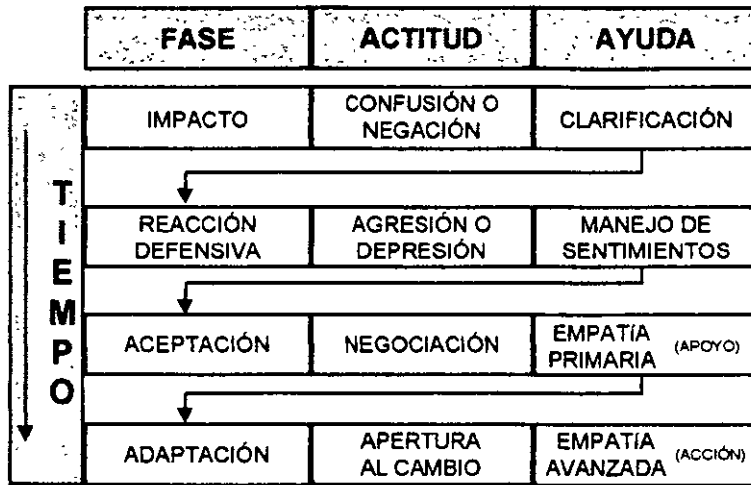 FASE ACTITUD AYUDA
TIEMPO
IMPACTO
CONFUSIÓN O
NEGACIÓN
CLARIFICACIÓN
REACCIÓN
DEFENSIVA
AGRESIÓN O
DEPRESIÓN
MANEJO DE
SENTIMIENTOS
ACEPTACIÓN
NEGOCIACIÓN
EMPATÍA
PRIMARIA (APOYO)
ADAPTACIÓN
APERTURA
AL CAMBIO
EMPATÍA
AVANZADA (ACCIÓN)